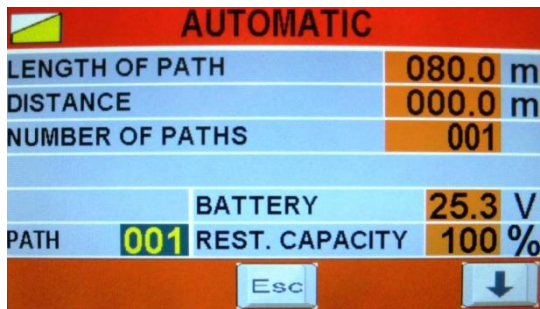 AUTOMATIC
LENGTH OF PATH 080.0 m
DISTANCE 000.0 m
NUMBER OF PATHS 001
BATTERY 25.3 V
PATH 001 REST. CAPACITY 100 %
Esc